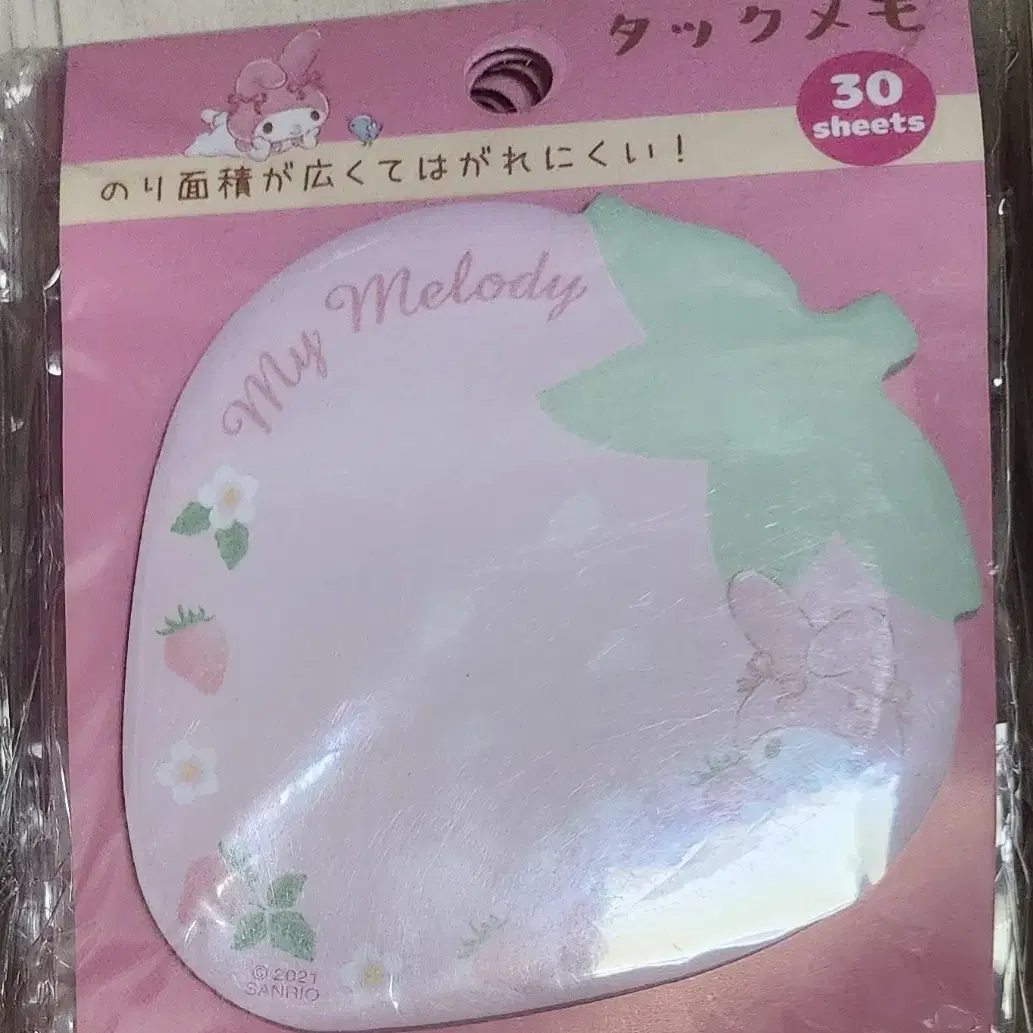 タックメモ
30
sheets
のり面積が広くてはがれにくい！
My Melody
© 2021
SANRIO